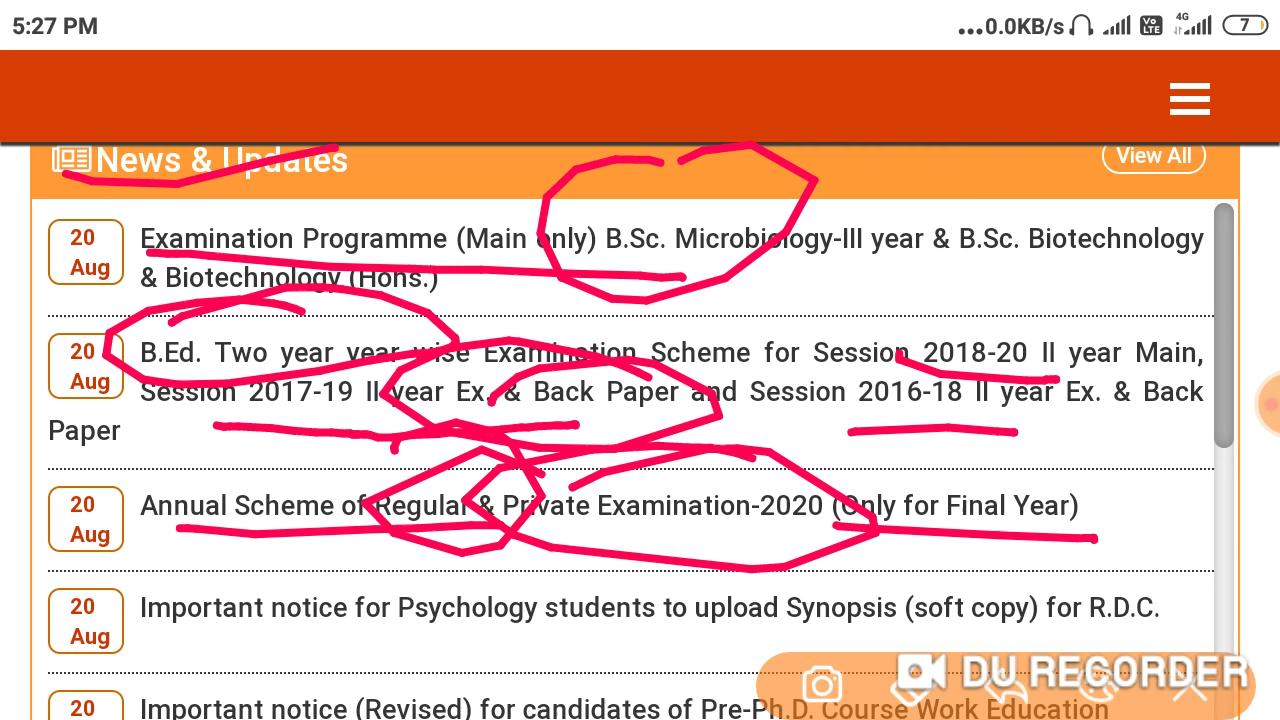 5:27 PM
...0.0KB/s Vo LTE 4G 7
News & Updates
View All
20 Aug
Examination Programme (Main only) B.Sc. Microbiology-III year & B.Sc. Biotechnology
& Biotechnology (Hons.)
20 Aug
B.Ed. Two year year wise Examination Scheme for Session 2018-20 II year Main,
Session 2017-19 II year Ex. & Back Paper and Session 2016-18 II year Ex. & Back
Paper
20 Aug
Annual Scheme of Regular & Private Examination-2020 (Only for Final Year)
20 Aug
Important notice for Psychology students to upload Synopsis (soft copy) for R.D.C.
20
Important notice (Revised) for candidates of Pre-Ph.D. Course Work Education
DU RECORDER